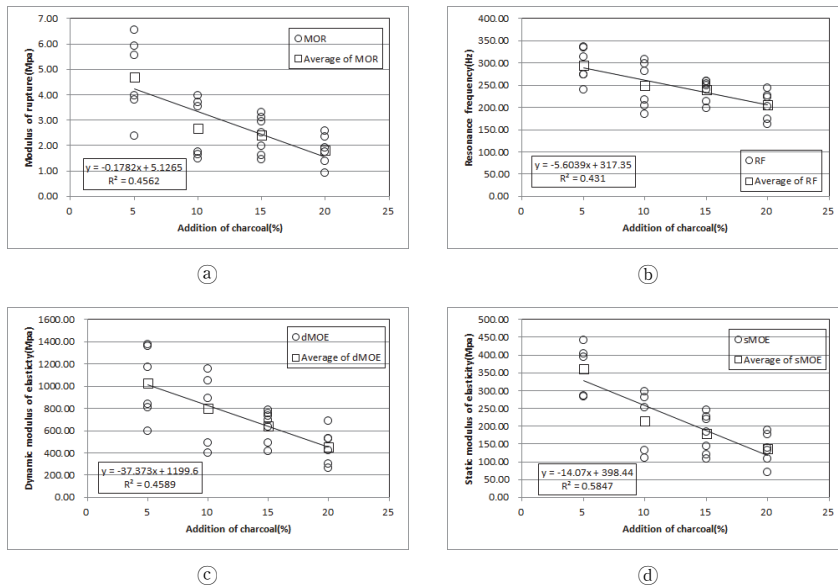 7.00
6.00
5.00
4.00
3.00
2.00
1.00
0.00
Modulus of rupture(Mpa)
MOR
Average of MOR
y = -0.1782x + 5.1265
R² = 0.4562
0 5 10 15 20 25
Addition of charcoal(%)
ⓐ
400.00
350.00
300.00
250.00
200.00
150.00
100.00
50.00
0.00
Resonance frequency(Hz)
y = -5.6039x + 317.35
R² = 0.431
RF
Average of RF
0 5 10 15 20 25
Addition of charcoal(%)
ⓑ
1600.00
1400.00
1200.00
1000.00
800.00
600.00
400.00
200.00
0.00
Dynamic modulus of elasticty(Mpa)
dMOE
Average of dMOE
y = -37.373x + 1199.6
R² = 0.4589
0 5 10 15 20 25
Addition of charcoal(%)
ⓒ
500.00
450.00
400.00
350.00
300.00
250.00
200.00
150.00
100.00
50.00
0.00
Static modulus of elasticity(Mpa)
sMOE
Average of sMOE
y = -14.07x + 398.44
R² = 0.5847
0 5 10 15 20 25
Addition of charcoal(%)
ⓓ